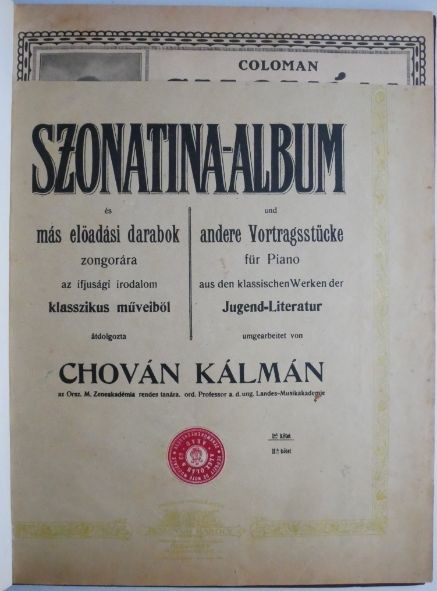 COLOMAN
SZONATINA-ALBUM
és
más előadási darabok
zongorára
az ifjusági irodalom
klasszikus műveiből
átdolgozta
und
andere Vortragsstücke
für Piano
aus den klassischen Werken der
Jugend-Literatur
umgearbeitet von
CHOVÁN KÁLMÁN
az Orsz. M. Zeneakadémia rendes tanára. ord. Professor a. d. ung. Landes-Musikakademie
kötet
kötet